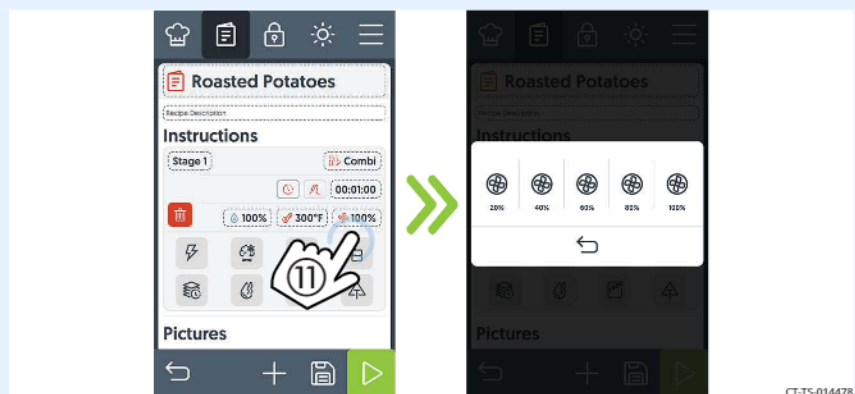 Roasted Potatoes
Recipe Description
Instructions
Stage 1
Combi
00:01:00
100%
300°F
100%
11
Pictures
Roasted Potatoes
Recipe Description
Instructions
20%
40%
60%
80%
100%
Pictures
CT-TS-014478